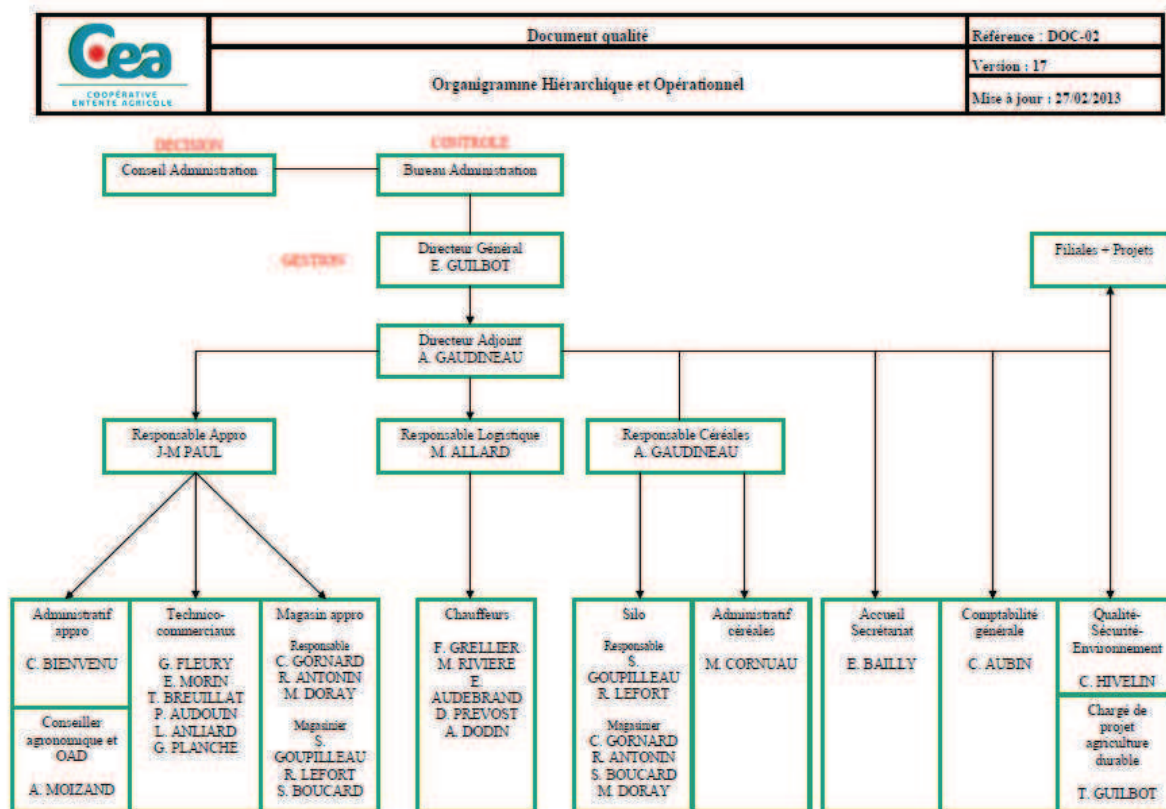 Cea
COOPÉRATIVE
ENTENTE AGRICOLE
Document qualité
Organigramme Hiérarchique et Opérationnel
Référence : DOC-02
Version : 17
Mise à jour : 27/02/2013
DÉCISION
CONTROLE
Conseil Administration
Bureau Administration
GESTION
Directeur Général
E. GUILBOT
Filiales + Projets
Directeur Adjoint
A. GAUDINEAU
Responsable Appro
J-M PAUL
Responsable Logistique
M. ALLARD
Responsable Céréales
A. GAUDINEAU
Administratif
appro
C. BIENVENU
Conseiller
agronomique et
OAD
A. MOIZAND
Technico-
commerciaux
G. FLEURY
E. MORIN
T. BREUILLAT
P. AUDOUIN
L. ANLIARD
G. PLANCHE
Magasin appro
Responsable
C. GORNARD
R. ANTONIN
M. DORAY
Magasinier
S.
GOUPILLEAU
R. LEFORT
S. BOUCARD
Chauffeurs
F. GRELLIER
M. RIVIERE
E.
AUDEBRAND
D. PREVOST
A. DODIN
Silo
Responsable
S.
GOUPILLEAU
R. LEFORT
Magasinier
C. GORNARD
R. ANTONIN
S. BOUCARD
M. DORAY
Administratif
céréales
M. CORNUAU
Accueil
Secrétariat
E. BAILLY
Comptabilité
générale
C. AUBIN
Qualité-
Sécurité-
Environnement
C. HIVELIN
Chargé de
projet
agriculture
durable
T. GUILBOT